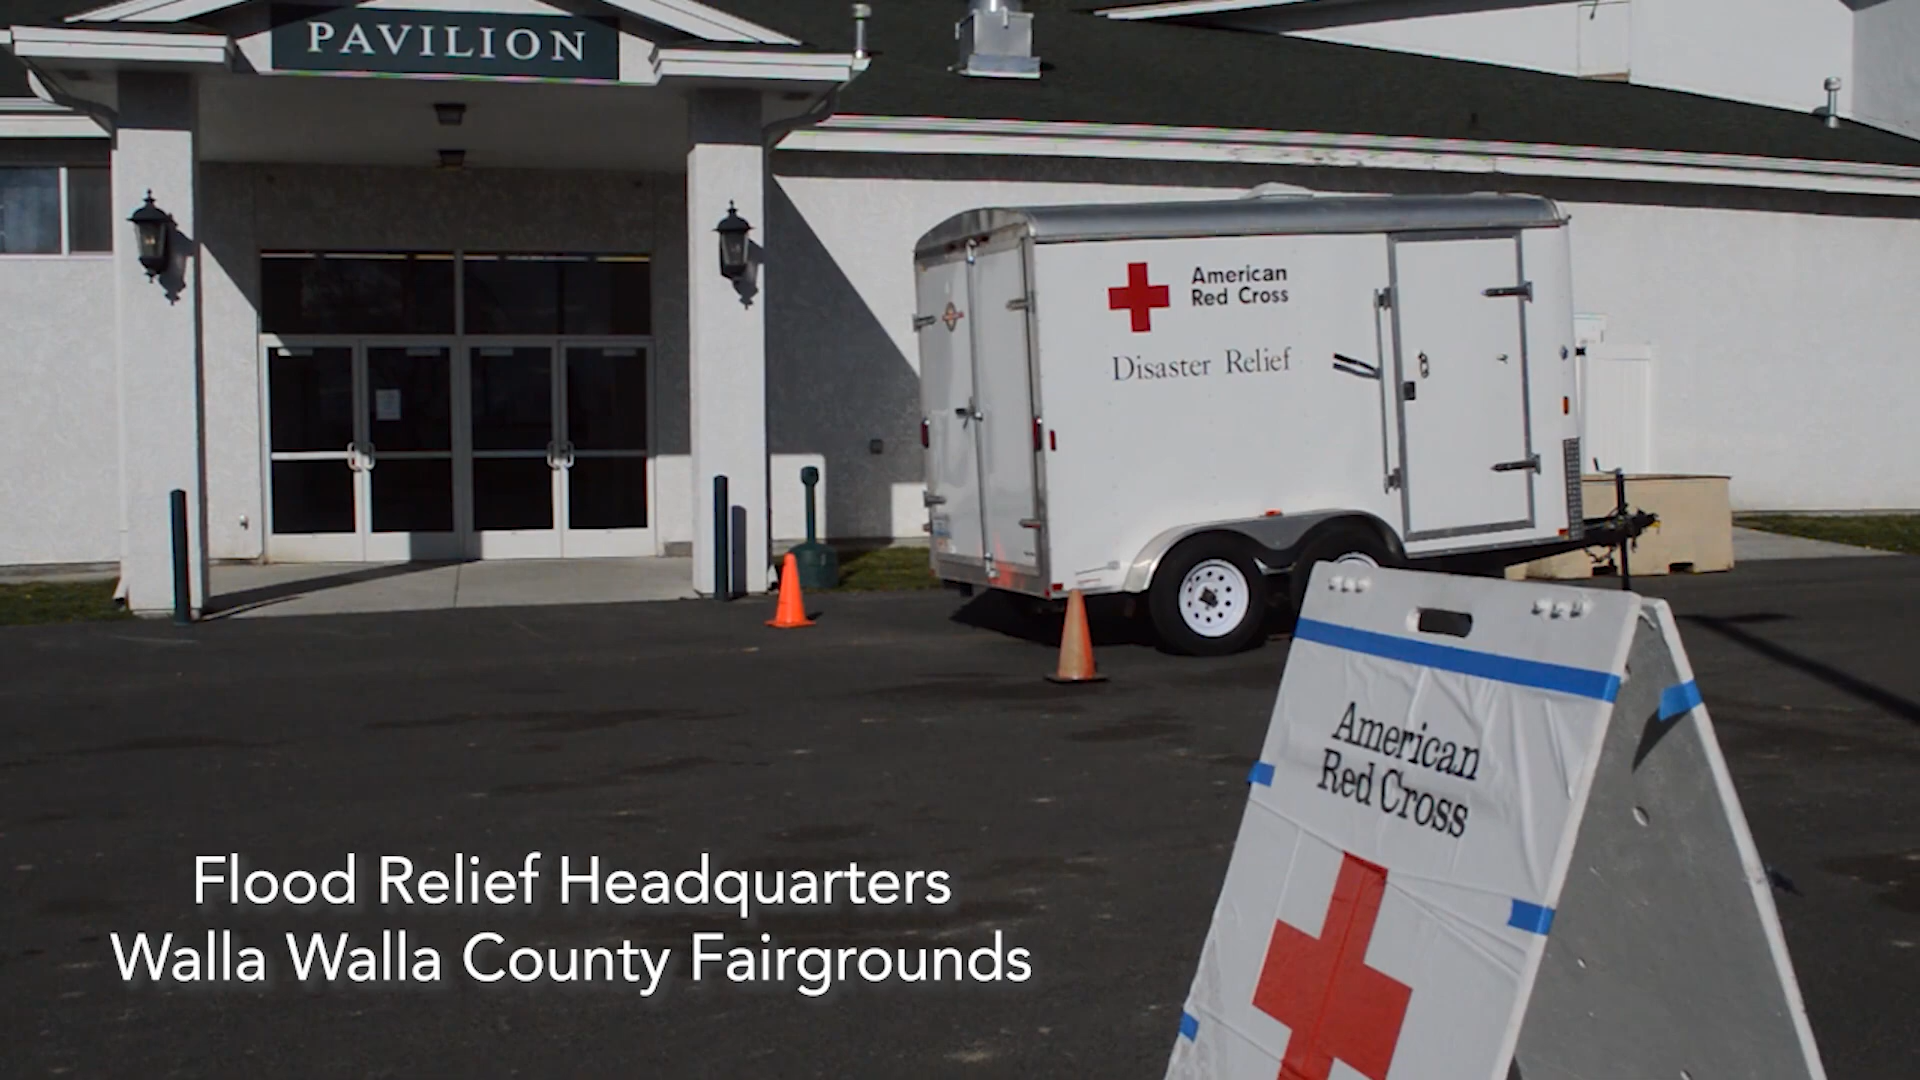 PAVILION
American
Red Cross
Disaster Relief
American
Red Cross
Flood Relief Headquarters
Walla Walla County Fairgrounds